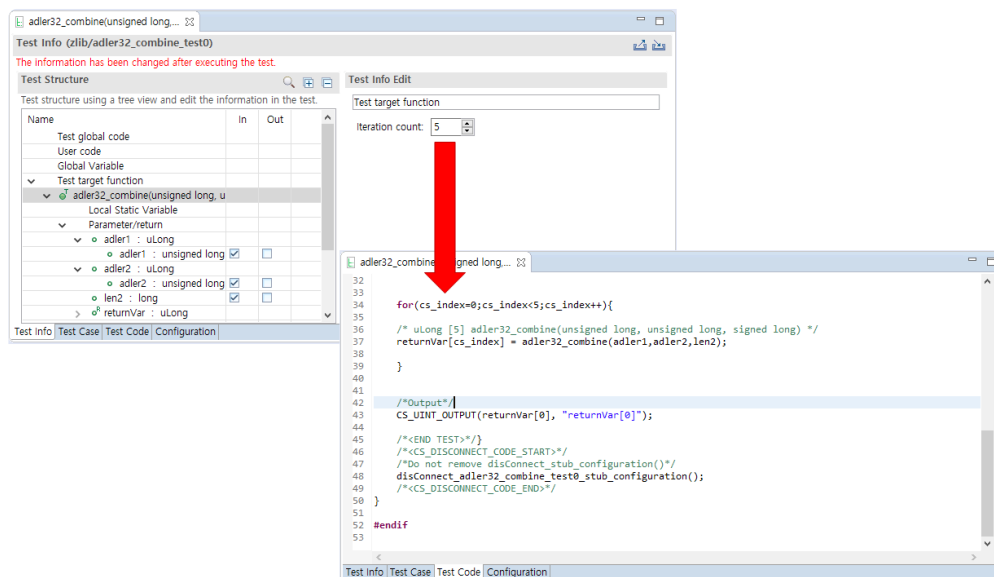 adler32_combine(unsigned long,...
Test Info (zlib/adler32_combine_test0)
The information has been changed after executing the test.
Test Structure
Test structure using a tree view and edit the information in the test.
Name In Out
Test global code
User code
Global Variable
Test target function
adler32_combine(unsigned long, u
Local Static Variable
Parameter/return
adler1 : uLong
adler1 : unsigned long
adler2 : uLong
adler2 : unsigned long
len2 : long
returnVar : uLong
Test Info Test Case Test Code Configuration
Test Info Edit
Test target function
Iteration count: 5
adler32_combine gned long,...
32
33
34 for(cs_index=0;cs_index<5;cs_index++){
35
36 /* uLong [5] adler32_combine(unsigned long, unsigned long, signed long) */
37 returnVar[cs_index] = adler32_combine(adler1,adler2,len2);
38
39 }
40
41
42 /*Output*/
43 CS_UINT_OUTPUT(returnVar[0], "returnVar[0]");
44
45 /*<END TEST>*/}
46 /*<CS_DISCONNECT_CODE_START>*/
47 /*Do not remove disConnect_stub_configuration()*/
48 disConnect_adler32_combine_test0_stub_configuration();
49 /*<CS_DISCONNECT_CODE_END>*/
50 }
51
52 #endif
53
Test Info Test Case Test Code Configuration